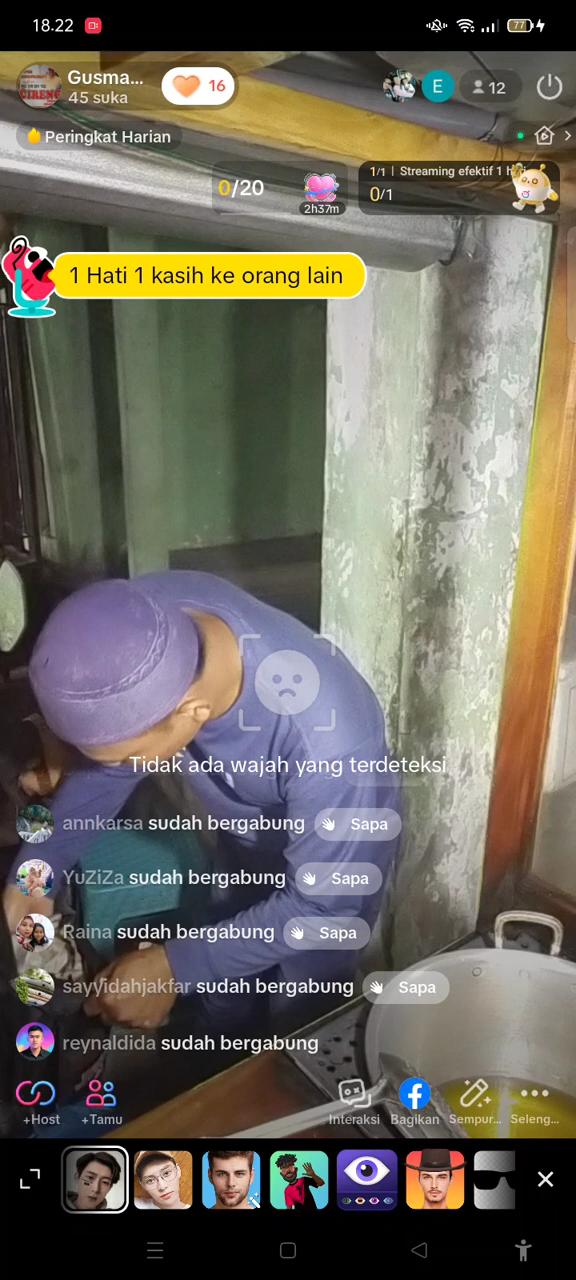 18.22
77
Gusma...
45 suka
16
E
12
Peringkat Harian
0/20
2h37m
1/1 | Streaming efektif 1 h
0/1
CIRENG
1 Hati 1 kasih ke orang lain
Tidak ada wajah yang terdeteksi
annkarsa sudah bergabung Sapa
YuZiZa sudah bergabung Sapa
Raina sudah bergabung Sapa
sayyidahjakfar sudah bergabung Sapa
reynaldida sudah bergabung
+Host
+Tamu
Interaksi
Bagikan
Sempur...
Seleng...